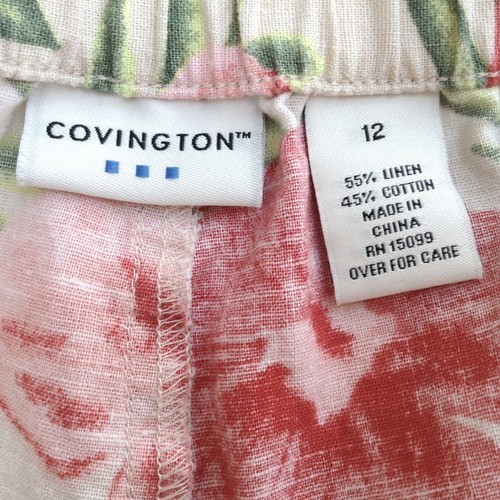 COVINGTON™
12
55% LINEN
45% COTTON
MADE IN
CHINA
RN 15099
OVER FOR CARE